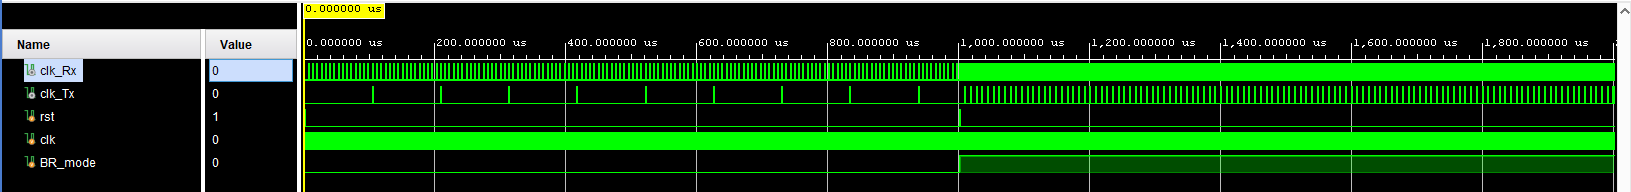 0.000000 us
Name Value
0.000000 us 200.000000 us 400.000000 us 600.000000 us 800.000000 us 1,000.000000 us 1,200.000000 us 1,400.000000 us 1,600.000000 us 1,800.000000 us
clk_Rx 0
clk_Tx 0
rst 1
clk 0
BR_mode 0